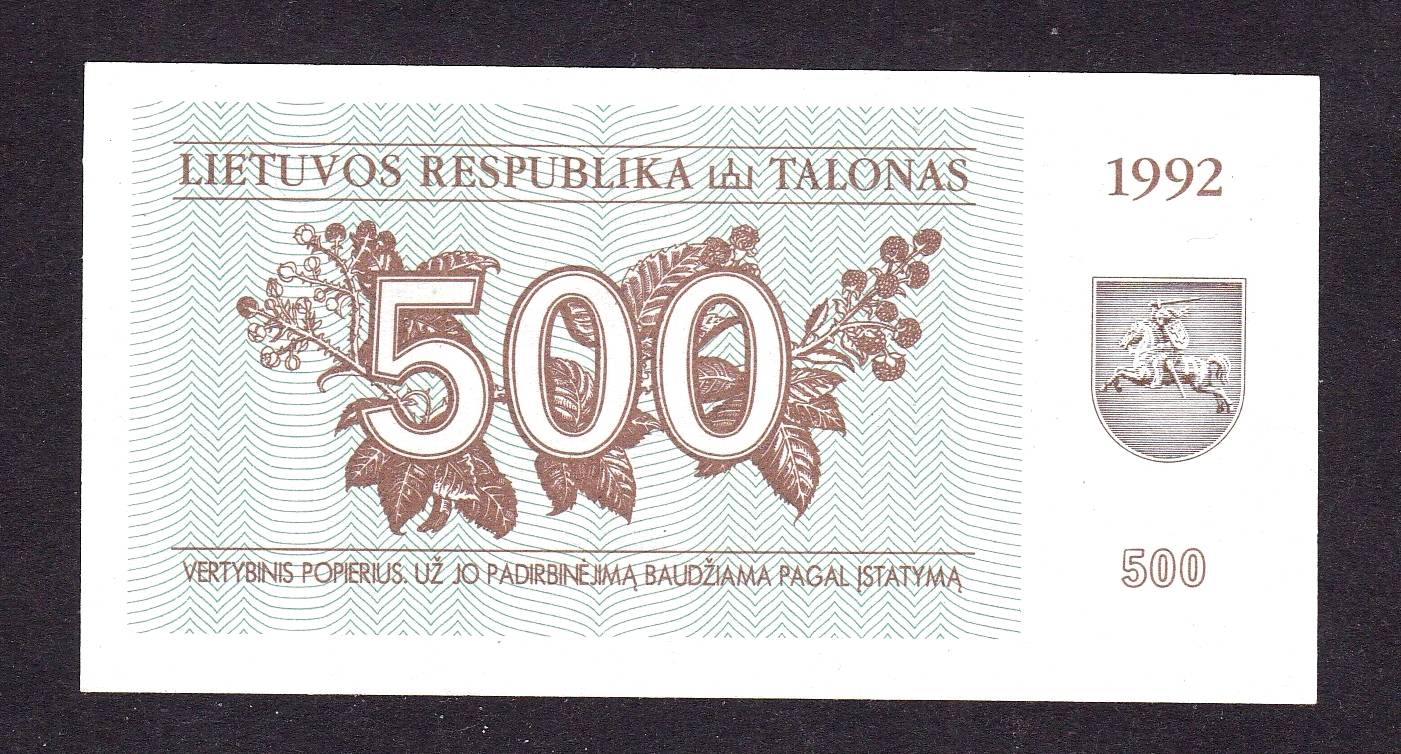 LIETUVOS RESPUBLIKA TALONAS
1992
500
500
VERTYBINIS POPIERIUS. UŽ JO PADIRBINĖJIMĄ BAUDŽIAMA PAGAL ĮSTATYMĄ